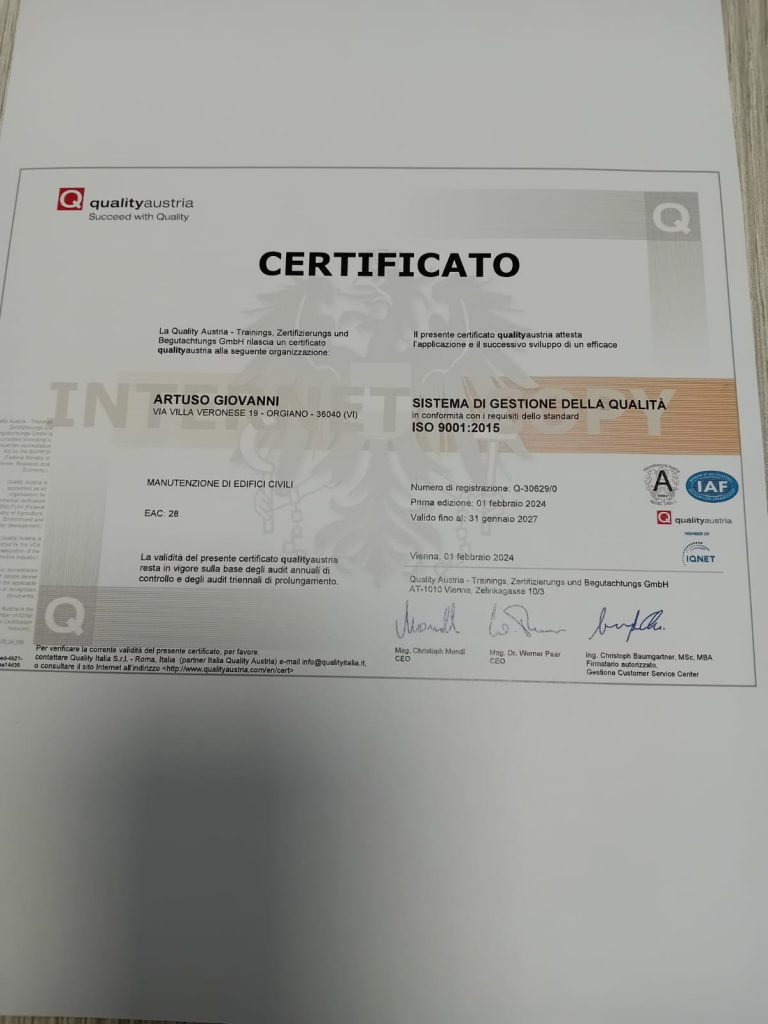 qualityaustria
Succeed with Quality
CERTIFICATO
La Quality Austria - Trainings, Zertifizierungs und
Begutachtungs GmbH rilascia un certificato
qualityaustria alla seguente organizzazione:
Il presente certificato qualityaustria attesta
l'applicazione e il successivo sviluppo di un efficace
INTERNET COPY
ARTUSO GIOVANNI
VIA VILLA VERONESE 19 - ORGIANO - 36040 (VI)
SISTEMA DI GESTIONE DELLA QUALITÀ
in conformità con i requisiti dello standard
ISO 9001:2015
MANUTENZIONE DI EDIFICI CIVILI
EAC: 28
Numero di registrazione: Q-30629/0
Prima edizione: 01 febbraio 2024
Valido fino al: 31 gennaio 2027
A
IAF
qualityaustria
MEMBER OF
IQNET
La validità del presente certificato qualityaustria
resta in vigore sulla base degli audit annuali di
controllo e degli audit triennali di prolungamento.
Vienna, 01 febbraio 2024
Quality Austria - Trainings, Zertifizierungs und Begutachtungs GmbH
AT-1010 Vienna, Zelinkagasse 10/3
Mag. Christoph Mondl
CEO
Mag. Dr. Werner Paar
CEO
Ing. Christoph Baumgartner, MSc, MBA
Firmatario autorizzato,
Gestione Customer Service Center
Per verificare la corrente validità del presente certificato, per favore
contattare Quality Italia S.r.l. - Roma, Italia (partner Italia Quality Austria) e-mail info@qualityitalia.it,
o consultare il sito Internet all'indirizzo <http://www.qualityaustria.com/en/cert>